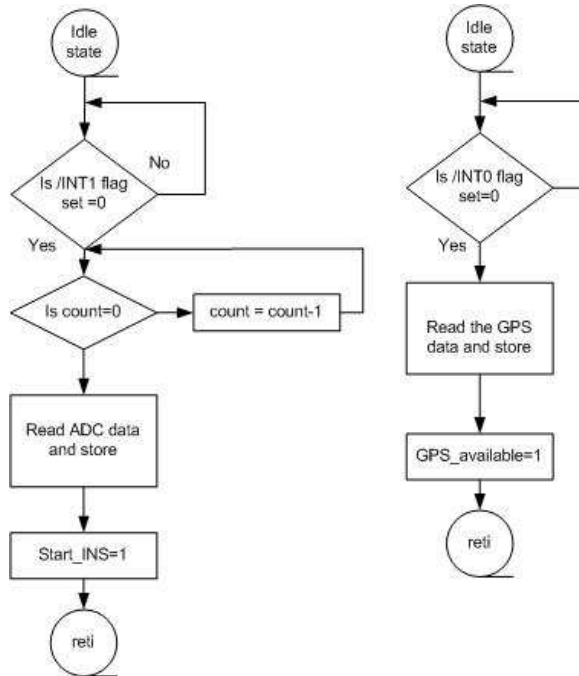 Idle
state
No
Is /INT1 flag
set =0
Yes
Is count=0
count = count-1
Read ADC data
and store
Start_INS=1
reti
Idle
state
Is /INT0 flag
set=0
Yes
Read the GPS
data and store
GPS_available=1
reti